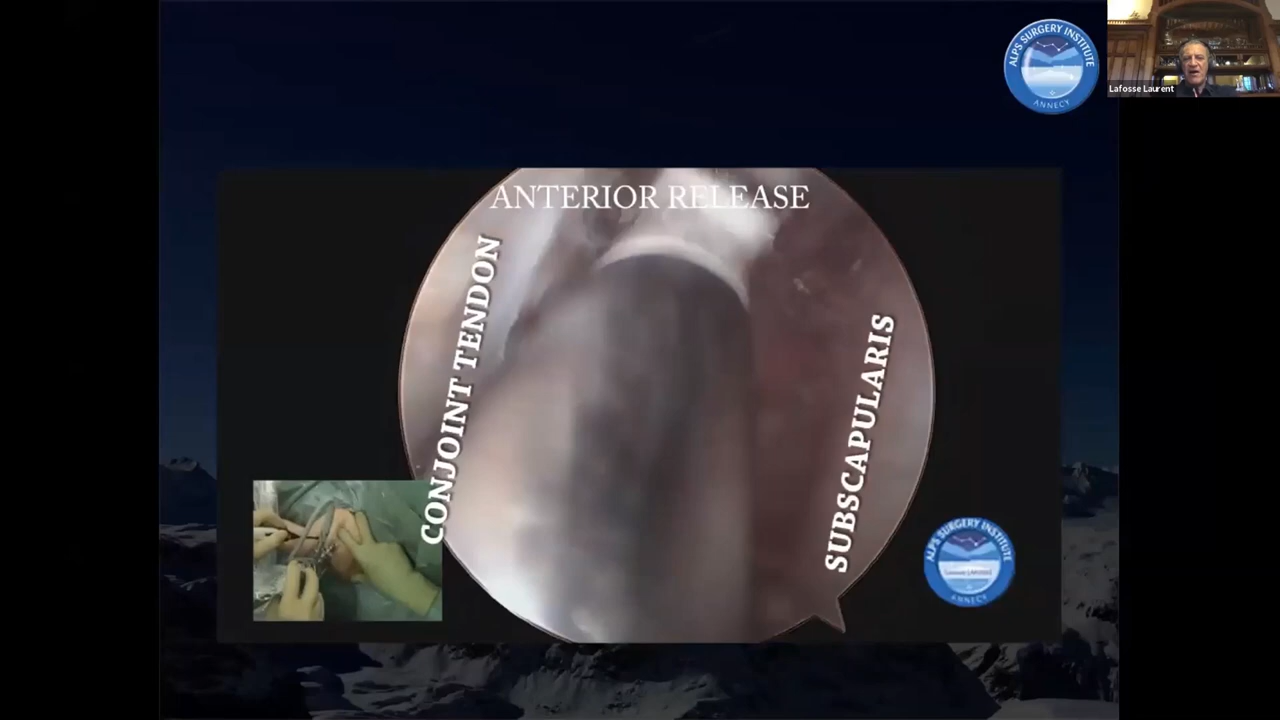 ALPS SURGERY INSTITUTE
ANNECY
Lafosse Laurent
ANTERIOR RELEASE
CONJOINT TENDON
SUBSCAPULARIS
ALPS SURGERY INSTITUTE
ANNECY